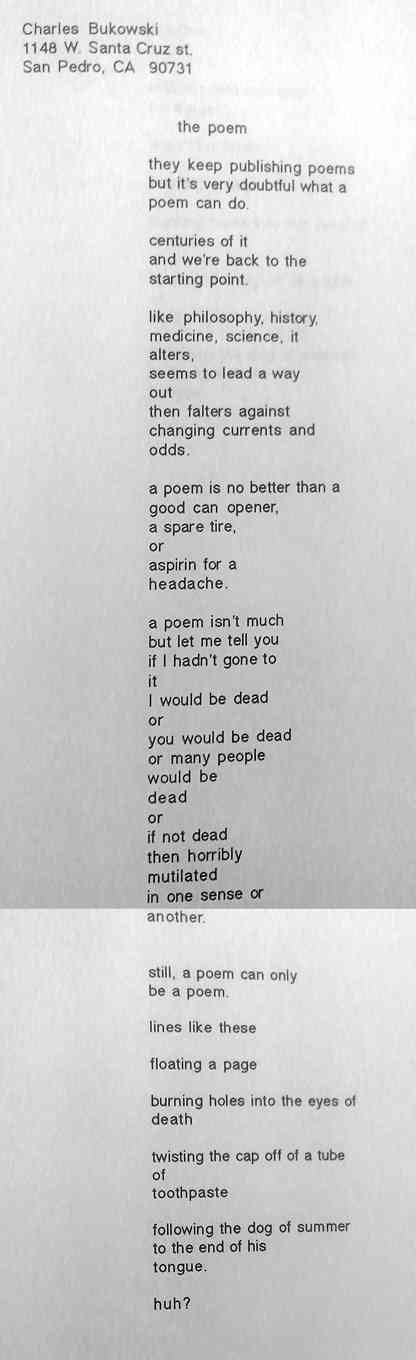 Charles Bukowski
1148 W. Santa Cruz st.
San Pedro, CA 90731
the poem
they keep publishing poems
but it's very doubtful what a
poem can do.
centuries of it
and we're back to the
starting point.
like philosophy, history,
medicine, science, it
alters,
seems to lead a way
out
then falters against
changing currents and
odds.
a poem is no better than a
good can opener,
a spare tire,
or
aspirin for a
headache.
a poem isn't much
but let me tell you
if I hadn't gone to
it
I would be dead
or
you would be dead
or many people
would be
dead
or
if not dead
then horribly
mutilated
in one sense or
another.
still, a poem can only
be a poem.
lines like these
floating a page
burning holes into the eyes of
death
twisting the cap off of a tube
of
toothpaste
following the dog of summer
to the end of his
tongue.
huh?